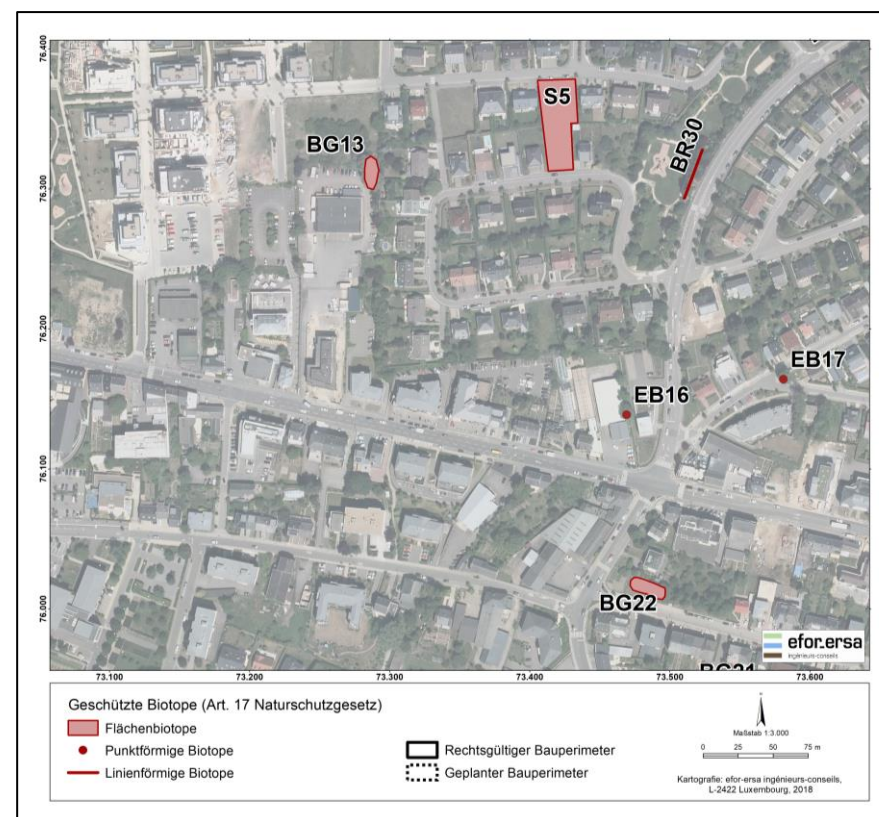 76.400
76.300
76.200
76.100
76.000
S5
BG13
BR30
EB17
EB16
BG22
BG21
efor.ersa
ingénieurs-conseils
73.100 73.200 73.300 73.400 73.500 73.600
Geschützte Biotope (Art. 17 Naturschutzgesetz)
Flächenbiotope
Punktförmige Biotope
Linienförmige Biotope
Rechtsgültiger Bauperimeter
Geplanter Bauperimeter
Maßstab 1:3.000
0 25 50 75 m
Kartografie: efor-ersa ingénieurs-conseils,
L-2422 Luxembourg, 2018